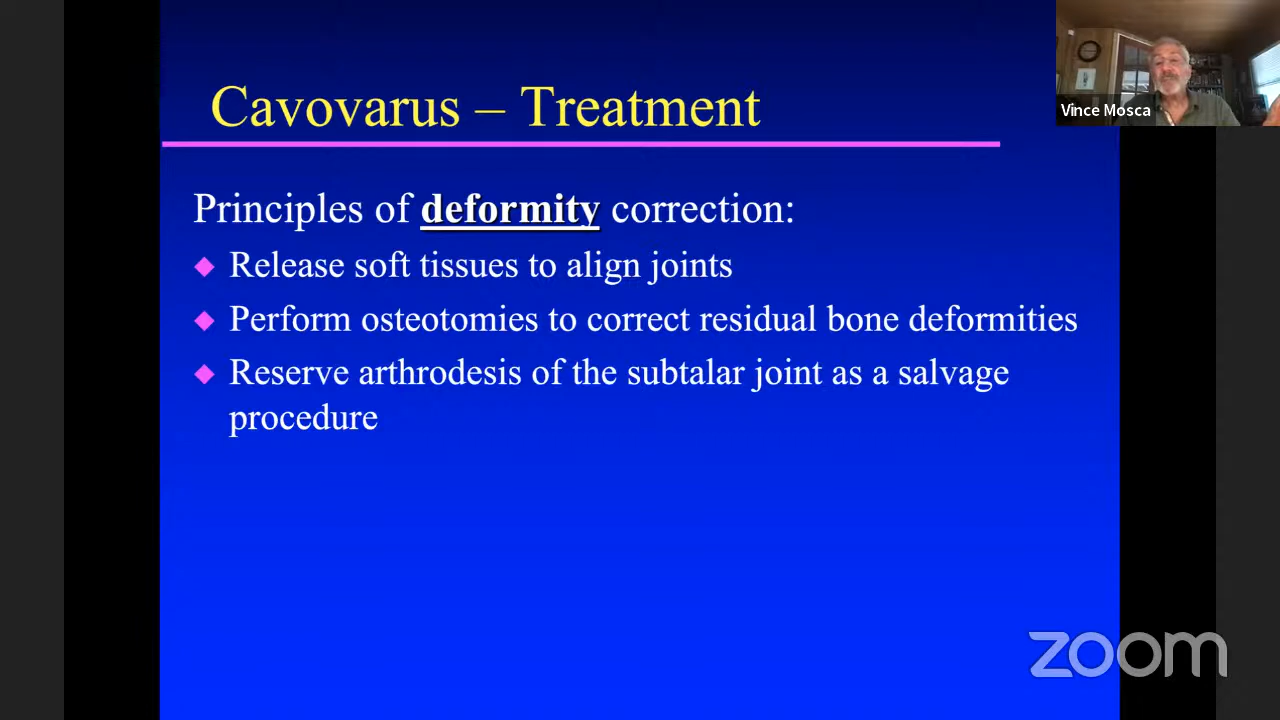 Cavovarus – Treatment
Vince Mosca
Principles of deformity correction:
Release soft tissues to align joints
Perform osteotomies to correct residual bone deformities
Reserve arthrodesis of the subtalar joint as a salvage
procedure
zoom